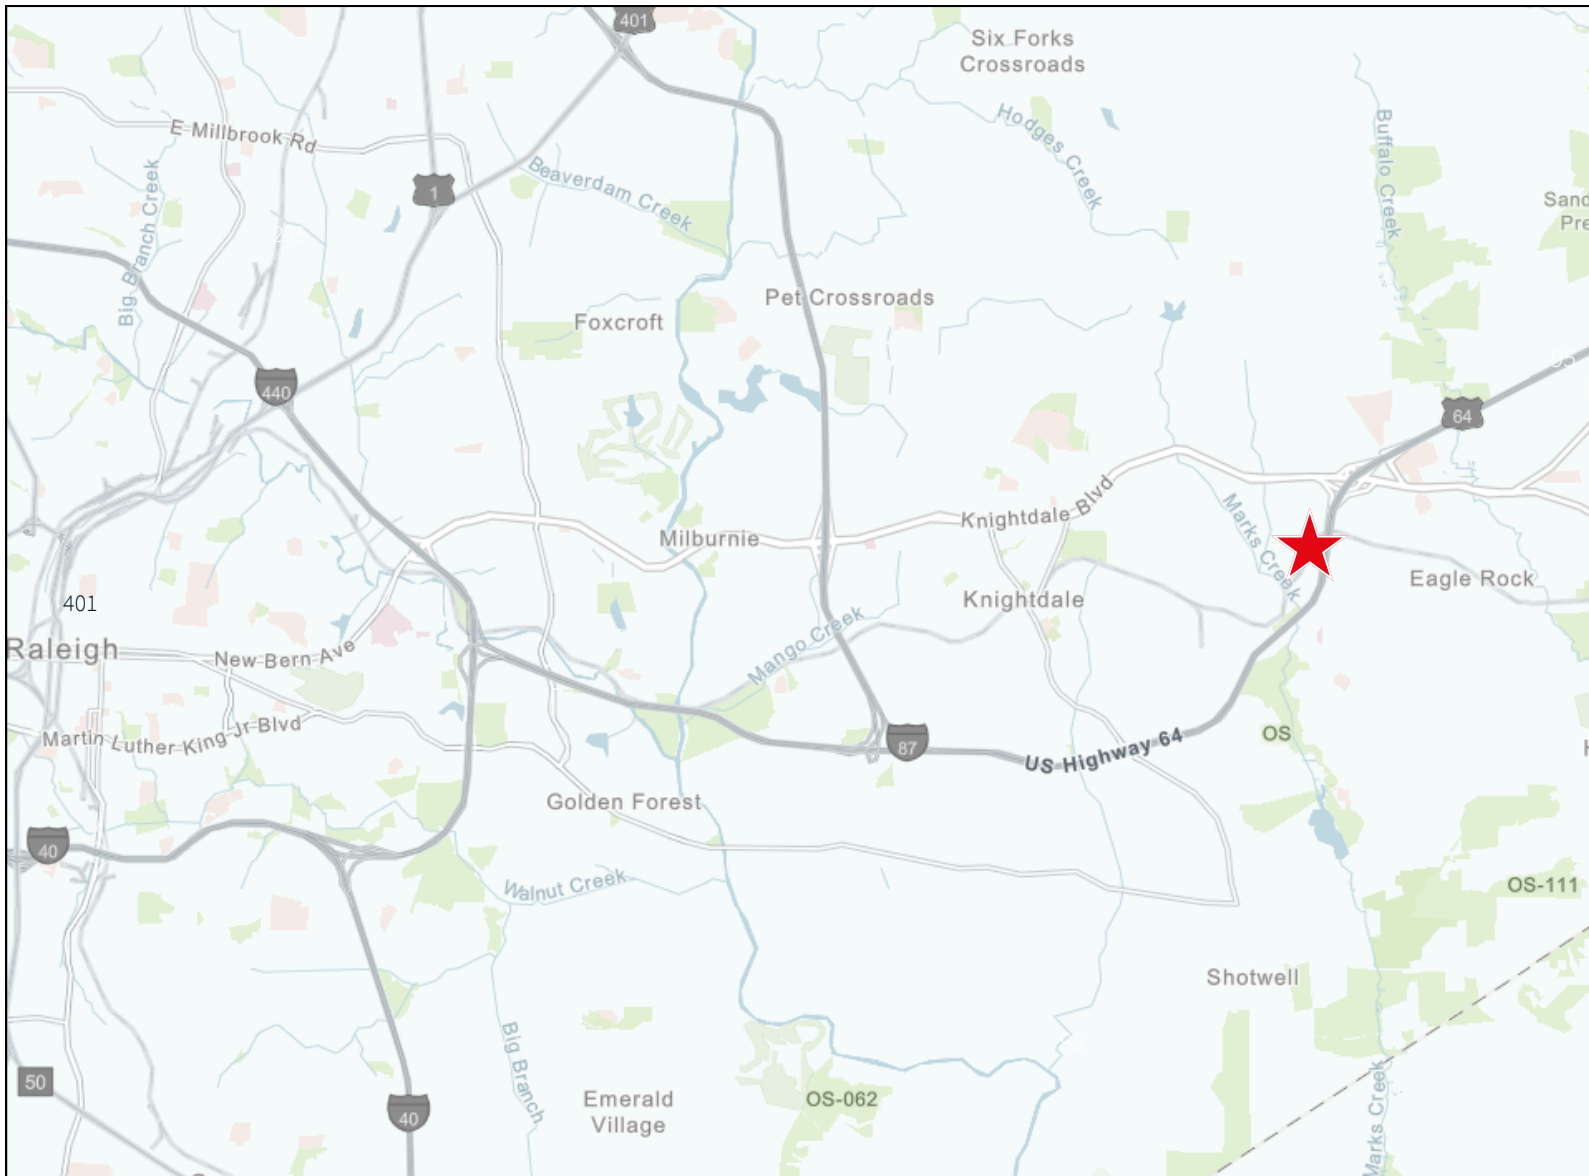 401
Six Forks
Crossroads
E Millbrook Rd
Hodges Creek
Buffalo Creek
Big Branch Creek
Beaverdam Creek
1
Sand
Pre
Pet Crossroads
Foxcroft
440
64
Knightdale Blvd
Marks Creek
Milburnie
Eagle Rock
401
Knightdale
Raleigh
New Bern Ave
Mango Creek
Martin Luther King Jr Blvd
87
US Highway 64
OS
H
Golden Forest
40
Walnut Creek
OS-111
Shotwell
Big Branch
50
40
Emerald
Village
OS-062
Marks Creek